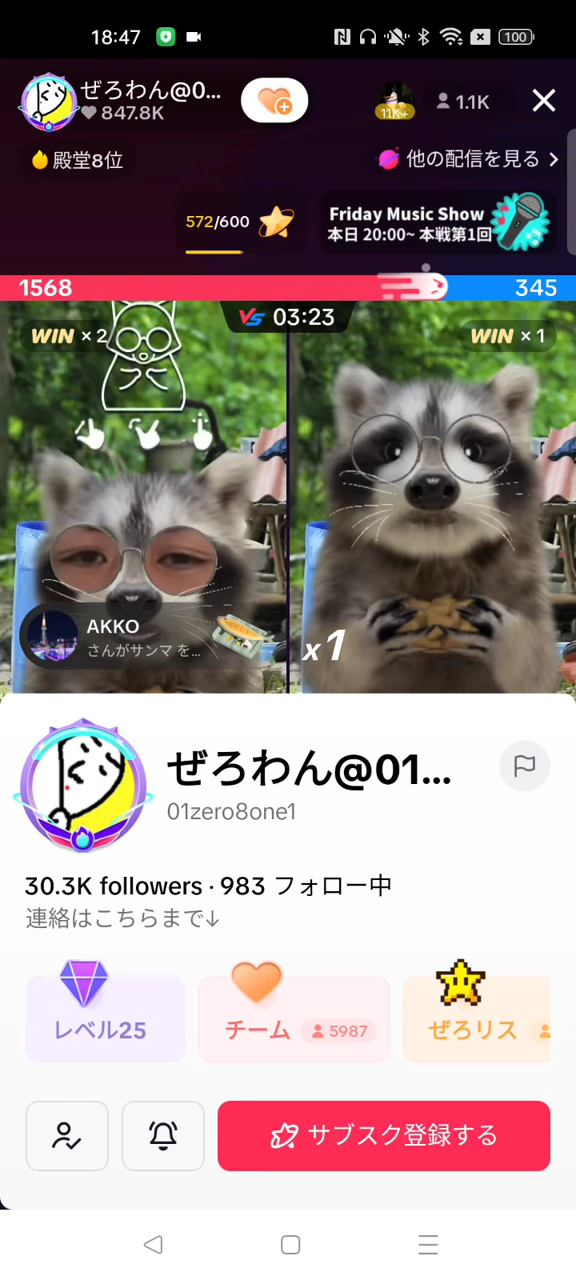 18:47
100
ぜろわん@0...
847.8K
11K+
1.1K
殿堂8位
他の配信を見る
572/600
Friday Music Show
本日 20:00~ 本戦第1回
1568
345
VS 03:23
WIN × 2
WIN × 1
AKKO
さんがサンマ を...
x1
ぜろわん@01...
01zero8one1
30.3K followers · 983 フォロー中
連絡はこちらまで↓
レベル25
チーム
5987
ぜろリス
サブスク登録する